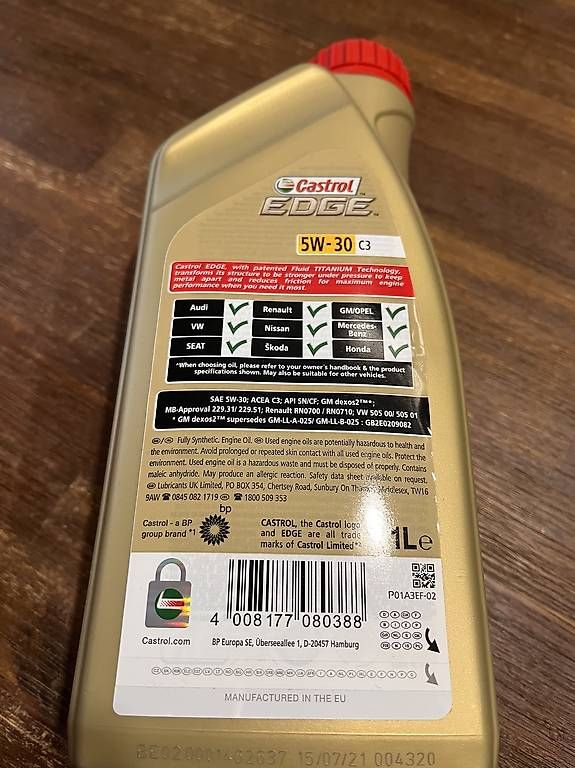 Castrol
EDGE
5W-30 C3
Castrol EDGE, with patented Fluid TITANIUM Technology,
transforms its structure to be stronger under pressure to keep
metal apart and reduces friction for maximum engine
performance when you need it most.
Audi Renault GM/OPEL
VW Nissan Mercedes-
Benz
SEAT Škoda Honda
*When choosing oil, please refer to your owner's handbook & the product
specifications shown. May also be suitable for other vehicles.
SAE 5W-30; ACEA C3; API SN/CF; GM dexos2™*;
MB-Approval 229.31/ 229.51; Renault RN0700 / RN0710; VW 505 00/ 505 01
* GM dexos2™ supersedes GM-LL-A-025/ GM-LL-B-025 : GB2E0209082
Fully Synthetic. Engine Oil. Used engine oils are potentially hazardous to health and
the environment. Avoid prolonged or repeated skin contact with all used engine oils. Protect the
environment. Used engine oil is a hazardous waste and must be disposed of properly. Contains
maleic anhydride. May produce an allergic reaction. Safety data sheet available on request.
Lubricants UK Limited, PO BOX 354, Chertsey Road, Sunbury On Thames, Middlesex, TW16
9AW 0845 082 1719 1800 509 353
bp
Castrol - a BP
group brand *1
CASTROL, the Castrol logo
and EDGE are all trade
marks of Castrol Limited*
1L e
P01A3EF-02
4 008177 080388
Castrol.com
BP Europa SE, Überseeallee 1, D-20457 Hamburg
MANUFACTURED IN THE EU
15/07/21 004320